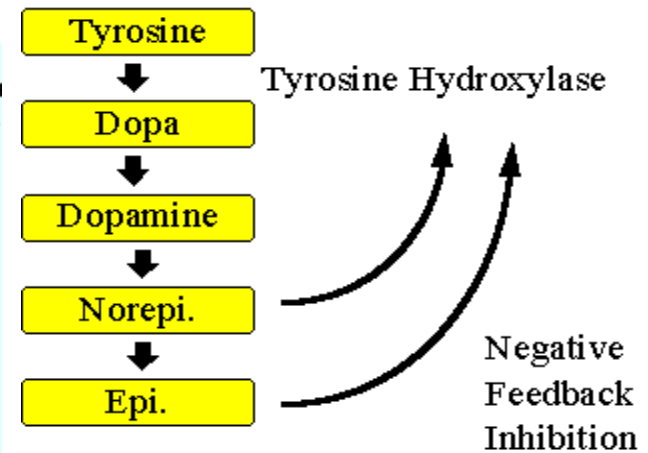 Tyrosine
Tyrosine Hydroxylase
Dopa
Dopamine
Norepi.
Epi.
Negative
Feedback
Inhibition